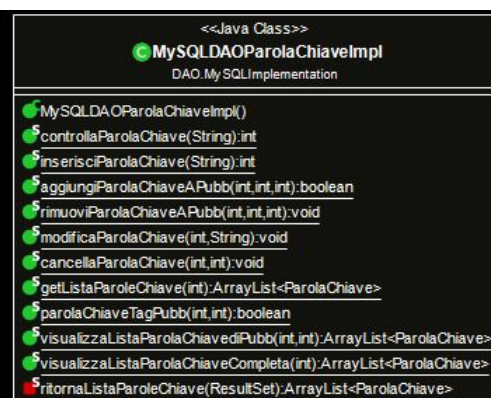 <<Java Class>>
C MySQLDAOParolaChiaveImpl
DAO.MySQLImplementation
C MySQLDAOParolaChiaveImpl()
S controllaParolaChiave(String):int
S inserisciParolaChiave(String):int
S aggiungiParolaChiaveAPubb(int,int,int):boolean
S rimuoviParolaChiaveAPubb(int,int,int):void
S modificaParolaChiave(int,String):void
S cancellaParolaChiave(int,int):void
S getListaParoleChiave(int):ArrayList<ParolaChiave>
S parolaChiaveTagPubb(int,int):boolean
S visualizzaListaParolaChiavediPubb(int,int):ArrayList<ParolaChiave>
S visualizzaListaParolaChiaveCompleta(int):ArrayList<ParolaChiave>
S ritornaListaParoleChiave(ResultSet):ArrayList<ParolaChiave>